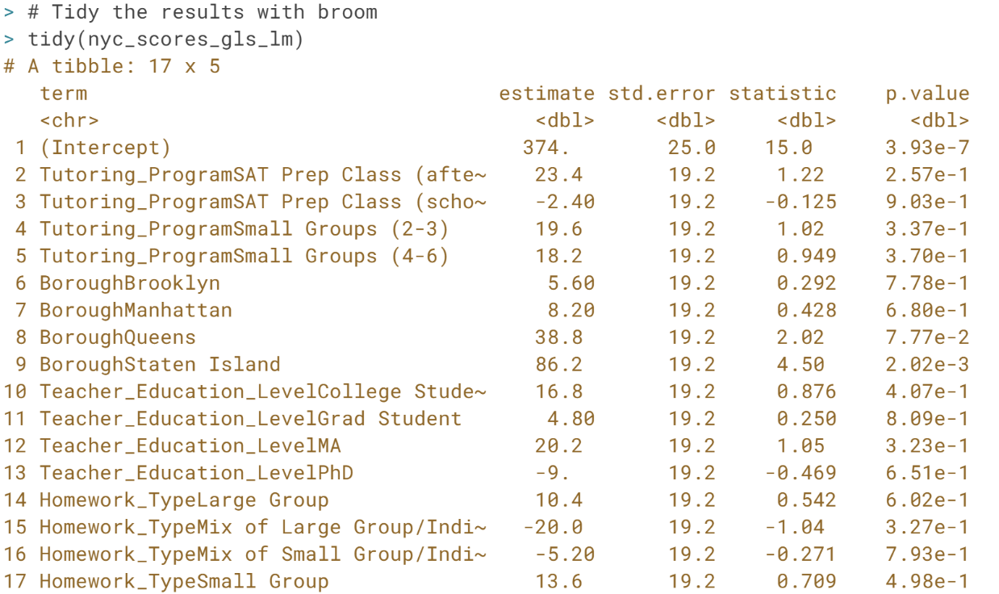 > # Tidy the results with broom
> tidy(nyc_scores_gls_lm)
# A tibble: 17 x 5
   term                                  estimate std.error statistic    p.value
   <chr>                                    <dbl>     <dbl>     <dbl>      <dbl>
 1 (Intercept)                             374.        25.0    15.0      3.93e-7
 2 Tutoring_ProgramSAT Prep Class (afte~    23.4       19.2     1.22     2.57e-1
 3 Tutoring_ProgramSAT Prep Class (scho~    -2.40      19.2    -0.125    9.03e-1
 4 Tutoring_ProgramSmall Groups (2-3)       19.6       19.2     1.02     3.37e-1
 5 Tutoring_ProgramSmall Groups (4-6)       18.2       19.2     0.949    3.70e-1
 6 BoroughBrooklyn                           5.60      19.2     0.292    7.78e-1
 7 BoroughManhattan                          8.20      19.2     0.428    6.80e-1
 8 BoroughQueens                            38.8       19.2     2.02     7.77e-2
 9 BoroughStaten Island                     86.2       19.2     4.50     2.02e-3
10 Teacher_Education_LevelCollege Stude~    16.8       19.2     0.876    4.07e-1
11 Teacher_Education_LevelGrad Student       4.80      19.2     0.250    8.09e-1
12 Teacher_Education_LevelMA                20.2       19.2     1.05     3.23e-1
13 Teacher_Education_LevelPhD               -9.        19.2    -0.469    6.51e-1
14 Homework_TypeLarge Group                 10.4       19.2     0.542    6.02e-1
15 Homework_TypeMix of Large Group/Indi~   -20.0       19.2    -1.04     3.27e-1
16 Homework_TypeMix of Small Group/Indi~    -5.20      19.2    -0.271    7.93e-1
17 Homework_TypeSmall Group                 13.6       19.2     0.709    4.98e-1